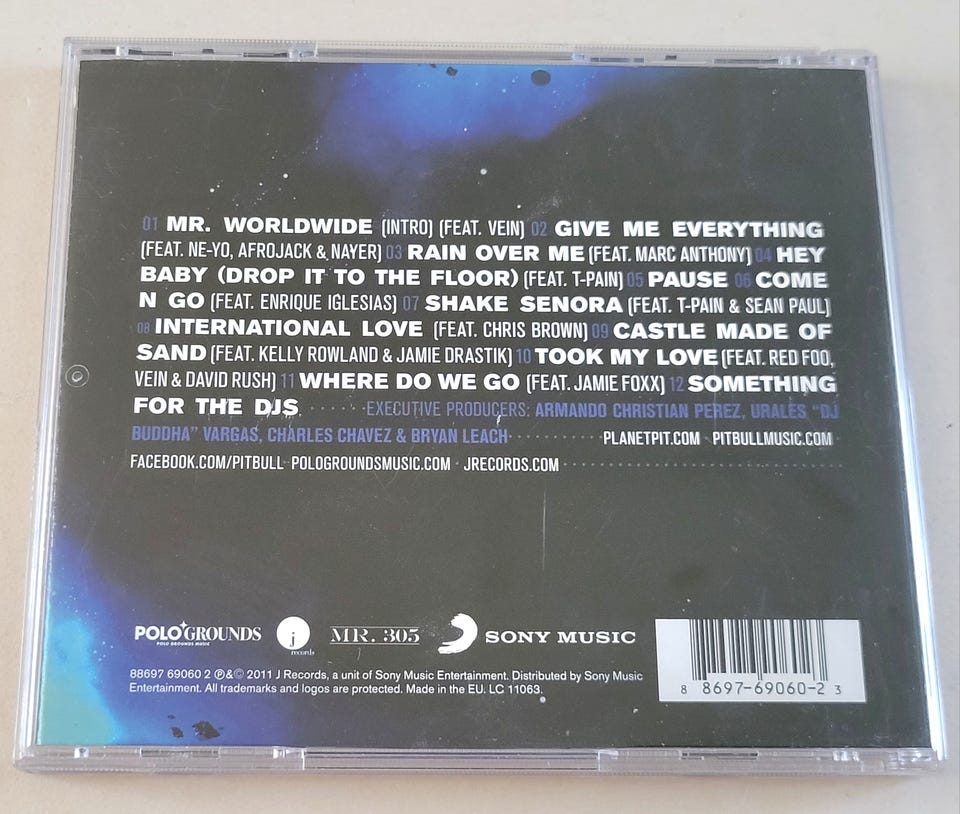 01 MR. WORLDWIDE (INTRO) (FEAT. VEIN) 02 GIVE ME EVERYTHING
(FEAT. NE-YO, AFROJACK & NAYER) 03 RAIN OVER ME (FEAT. MARC ANTHONY) 04 HEY
BABY (DROP IT TO THE FLOOR) (FEAT. T-PAIN) 05 PAUSE 06 COME
N GO (FEAT. ENRIQUE IGLESIAS) 07 SHAKE SENORA (FEAT. T-PAIN & SEAN PAUL)
08 INTERNATIONAL LOVE (FEAT. CHRIS BROWN) 09 CASTLE MADE OF
SAND (FEAT. KELLY ROWLAND & JAMIE DRASTIK) 10 TOOK MY LOVE (FEAT. RED FOO,
VEIN & DAVID RUSH) 11 WHERE DO WE GO (FEAT. JAMIE FOXX) 12 SOMETHING
FOR THE DJS EXECUTIVE PRODUCERS: ARMANDO CHRISTIAN PEREZ, URALES "DJ
BUDDHA" VARGAS, CHARLES CHAVEZ & BRYAN LEACH PLANETPIT.COM PITBULLMUSIC.COM
FACEBOOK.COM/PITBULL POLOGROUNDSMUSIC.COM JRECORDS.COM
POLO GROUNDS
POLO GROUNDS MUSIC
j
records
MR. 305
SONY MUSIC
88697 69060 2 ℗&© 2011 J Records, a unit of Sony Music Entertainment. Distributed by Sony Music
Entertainment. All trademarks and logos are protected. Made in the EU. LC 11063.
8 8697-69060-2 3